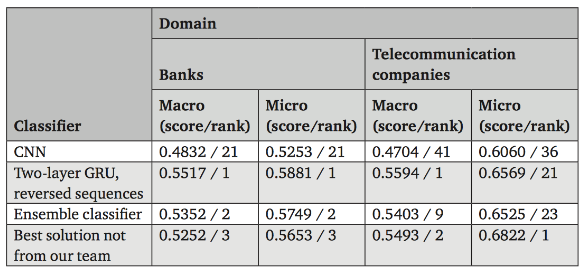 Domain
Banks
Telecommunication
companies
Classifier
Macro
(score/rank)
Micro
(score/rank)
Macro
(score/rank)
Micro
(score/rank)
CNN 0.4832 / 21 0.5253 / 21 0.4704 / 41 0.6060 / 36
Two-layer GRU,
reversed sequences
0.5517 / 1 0.5881 / 1 0.5594 / 1 0.6569 / 21
Ensemble classifier 0.5352 / 2 0.5749 / 2 0.5403 / 9 0.6525 / 23
Best solution not
from our team
0.5252 / 3 0.5653 / 3 0.5493 / 2 0.6822 / 1